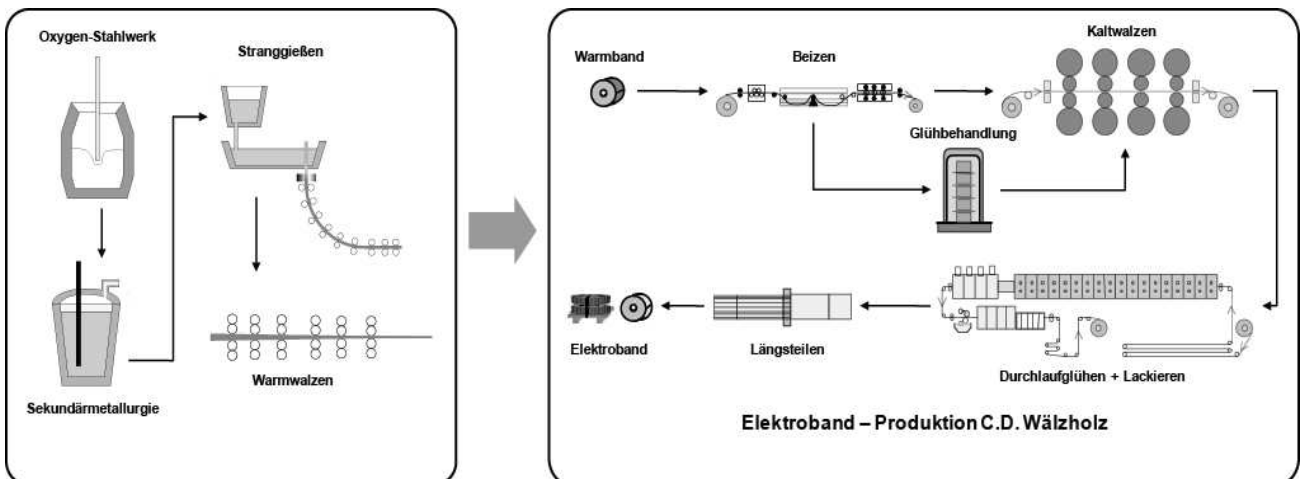 Oxygen-Stahlwerk
Stranggießen
Sekundärmetallurgie
Warmwalzen
Warmband
Beizen
Kaltwalzen
Glühbehandlung
Elektroband
Längsteilen
Durchlaufglühen + Lackieren
Elektroband – Produktion C.D. Wälzholz